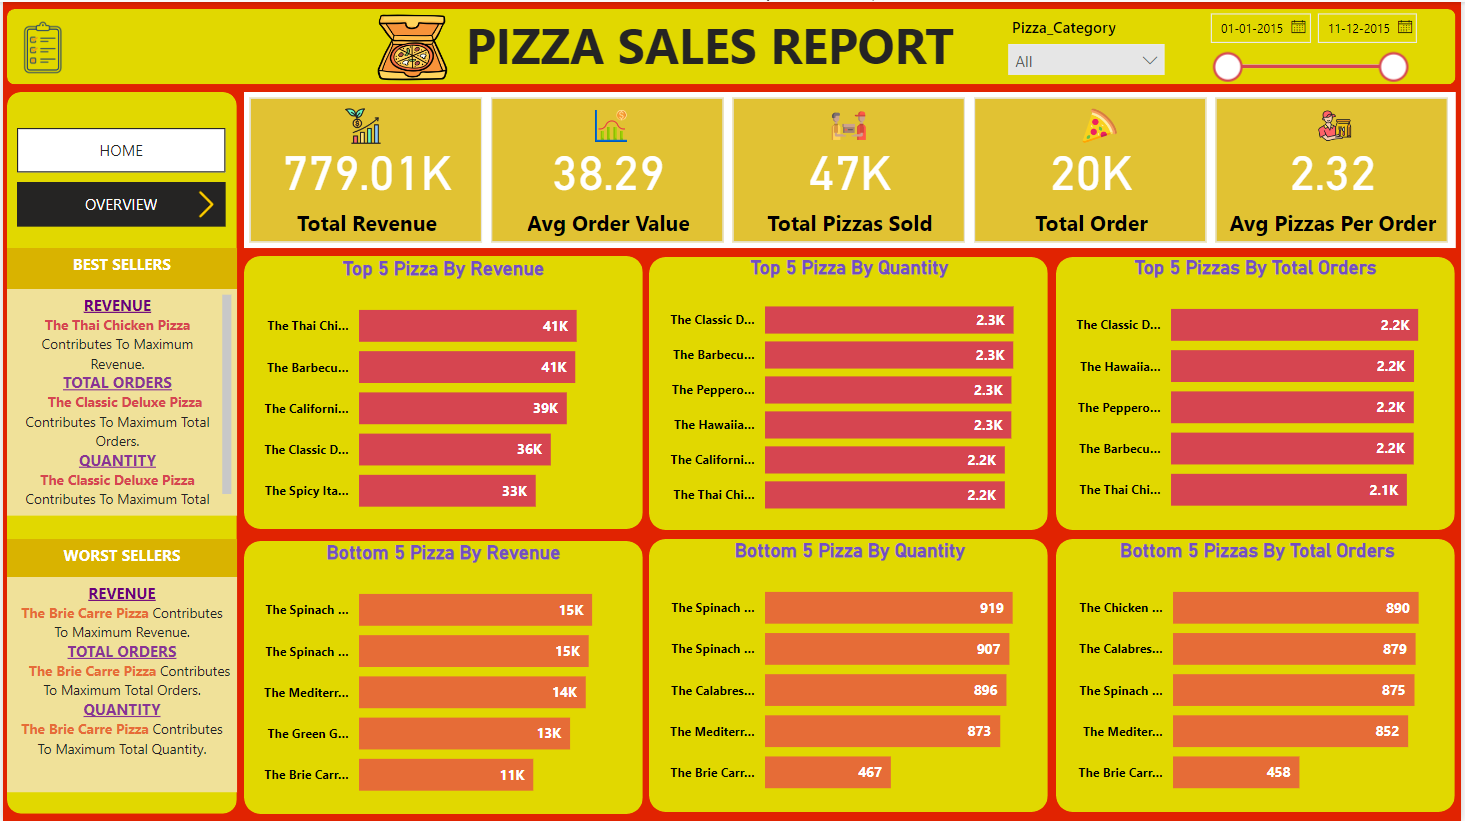 PIZZA SALES REPORT
Pizza_Category
All
01-01-2015
11-12-2015
HOME
OVERVIEW
BEST SELLERS
REVENUE
The Thai Chicken Pizza
Contributes To Maximum
Revenue.
TOTAL ORDERS
The Classic Deluxe Pizza
Contributes To Maximum Total
Orders.
QUANTITY
The Classic Deluxe Pizza
Contributes To Maximum Total
WORST SELLERS
REVENUE
The Brie Carre Pizza Contributes
To Maximum Revenue.
TOTAL ORDERS
The Brie Carre Pizza Contributes
To Maximum Total Orders.
QUANTITY
The Brie Carre Pizza Contributes
To Maximum Total Quantity.
779.01K
Total Revenue
38.29
Avg Order Value
47K
Total Pizzas Sold
20K
Total Order
2.32
Avg Pizzas Per Order
Top 5 Pizza By Revenue
The Thai Chi... 41K
The Barbecu... 41K
The Californi... 39K
The Classic D... 36K
The Spicy Ita... 33K
Top 5 Pizza By Quantity
The Classic D... 2.3K
The Barbecu... 2.3K
The Peppero... 2.3K
The Hawaiia... 2.3K
The Californi... 2.2K
The Thai Chi... 2.2K
Top 5 Pizzas By Total Orders
The Classic D... 2.2K
The Hawaiia... 2.2K
The Peppero... 2.2K
The Barbecu... 2.2K
The Thai Chi... 2.1K
Bottom 5 Pizza By Revenue
The Spinach ... 15K
The Spinach ... 15K
The Mediterr... 14K
The Green G... 13K
The Brie Carr... 11K
Bottom 5 Pizza By Quantity
The Spinach ... 919
The Spinach ... 907
The Calabres... 896
The Mediterr... 873
The Brie Carr... 467
Bottom 5 Pizzas By Total Orders
The Chicken ... 890
The Calabres... 879
The Spinach ... 875
The Mediter... 852
The Brie Carr... 458